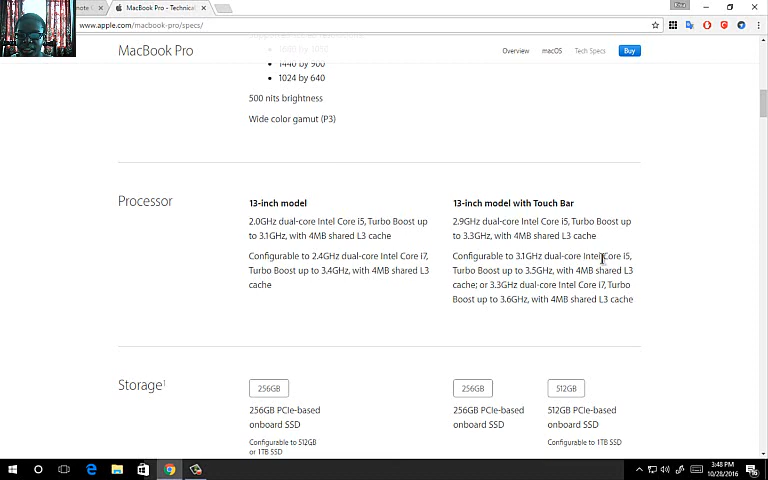 note
MacBook Pro - Technical
Kiva
www.apple.com/macbook-pro/specs/
MacBook Pro
Overview
macOS
Tech Specs
Buy
1680 by 1050
1440 by 900
1024 by 640
500 nits brightness
Wide color gamut (P3)
Processor
13-inch model
2.0GHz dual-core Intel Core i5, Turbo Boost up
to 3.1GHz, with 4MB shared L3 cache
Configurable to 2.4GHz dual-core Intel Core i7,
Turbo Boost up to 3.4GHz, with 4MB shared L3
cache
13-inch model with Touch Bar
2.9GHz dual-core Intel Core i5, Turbo Boost up
to 3.3GHz, with 4MB shared L3 cache
Configurable to 3.1GHz dual-core Intel Core i5,
Turbo Boost up to 3.5GHz, with 4MB shared L3
cache; or 3.3GHz dual-core Intel Core i7, Turbo
Boost up to 3.6GHz, with 4MB shared L3 cache
Storage1
256GB
256GB PCIe-based
onboard SSD
Configurable to 512GB
or 1TB SSD
256GB
256GB PCIe-based
onboard SSD
512GB
512GB PCIe-based
onboard SSD
Configurable to 1TB SSD
3:48 PM
10/28/2016